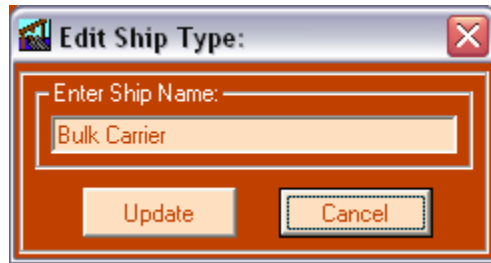 Edit Ship Type:
Enter Ship Name:
Bulk Carrier
Update Cancel